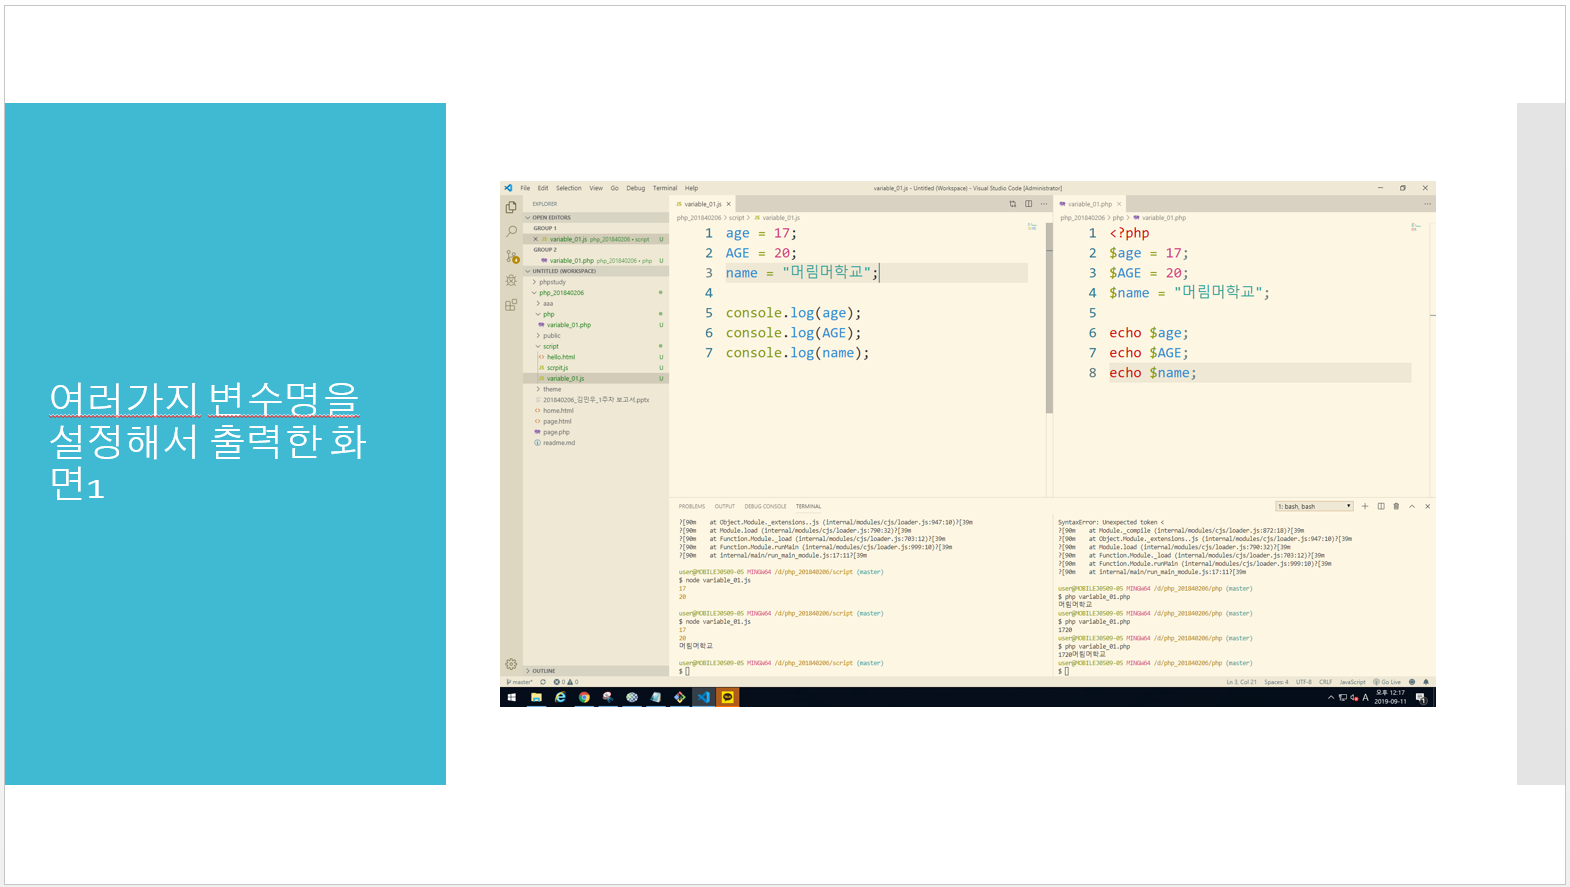 여러가지 변수명을
설정해서 출력한 화
면1
File Edit Selection View Go Debug Terminal Help
variable_01.js - Untitled (Workspace) - Visual Studio Code [Administrator]
EXPLORER
OPEN EDITORS
GROUP 1
variable_01.js php_201840206 • script U
GROUP 2
variable_01.php php_201840206 • php U
UNTITLED (WORKSPACE)
phpstudy
php_201840206
aaa
php
variable_01.php U
public
script
hello.html U
scrpit.js U
variable_01.js U
theme
201840206_김민우_1주차 보고서.pptx
home.html
page.html
page.php
readme.md
OUTLINE
variable_01.js
php_201840206 > script > variable_01.js
1 age = 17;
2 AGE = 20;
3 name = "머림머학교";
4
5 console.log(age);
6 console.log(AGE);
7 console.log(name);
variable_01.php
php_201840206 > php > variable_01.php
1 <?php
2 $age = 17;
3 $AGE = 20;
4 $name = "머림머학교";
5
6 echo $age;
7 echo $AGE;
8 echo $name;
PROBLEMS OUTPUT DEBUG CONSOLE TERMINAL
1: bash, bash
?[90m at Object.Module._extensions..js (internal/modules/cjs/loader.js:947:10)?[39m
?[90m at Module.load (internal/modules/cjs/loader.js:790:32)?[39m
?[90m at Function.Module._load (internal/modules/cjs/loader.js:703:12)?[39m
?[90m at Function.Module.runMain (internal/modules/cjs/loader.js:999:10)?[39m
?[90m at internal/main/run_main_module.js:17:11?[39m
user@MOBILEJ0509-05 MINGW64 /d/php_201840206/script (master)
$ node variable_01.js
17
20
user@MOBILEJ0509-05 MINGW64 /d/php_201840206/script (master)
$ node variable_01.js
17
20
머림머학교
user@MOBILEJ0509-05 MINGW64 /d/php_201840206/script (master)
$
SyntaxError: Unexpected token <
?[90m at Module._compile (internal/modules/cjs/loader.js:872:18)?[39m
?[90m at Object.Module._extensions..js (internal/modules/cjs/loader.js:947:10)?[39m
?[90m at Module.load (internal/modules/cjs/loader.js:790:32)?[39m
?[90m at Function.Module._load (internal/modules/cjs/loader.js:703:12)?[39m
?[90m at Function.Module.runMain (internal/modules/cjs/loader.js:999:10)?[39m
?[90m at internal/main/run_main_module.js:17:11?[39m
user@MOBILEJ0509-05 MINGW64 /d/php_201840206/php (master)
$ php variable_01.php
머림머학교
user@MOBILEJ0509-05 MINGW64 /d/php_201840206/php (master)
$ php variable_01.php
1720
user@MOBILEJ0509-05 MINGW64 /d/php_201840206/php (master)
$ php variable_01.php
1720머림머학교
user@MOBILEJ0509-05 MINGW64 /d/php_201840206/php (master)
$
master* 0 0
Ln 3, Col 21 Spaces: 4 UTF-8 CRLF JavaScript Go Live
A 오후 12:17
2019-09-11